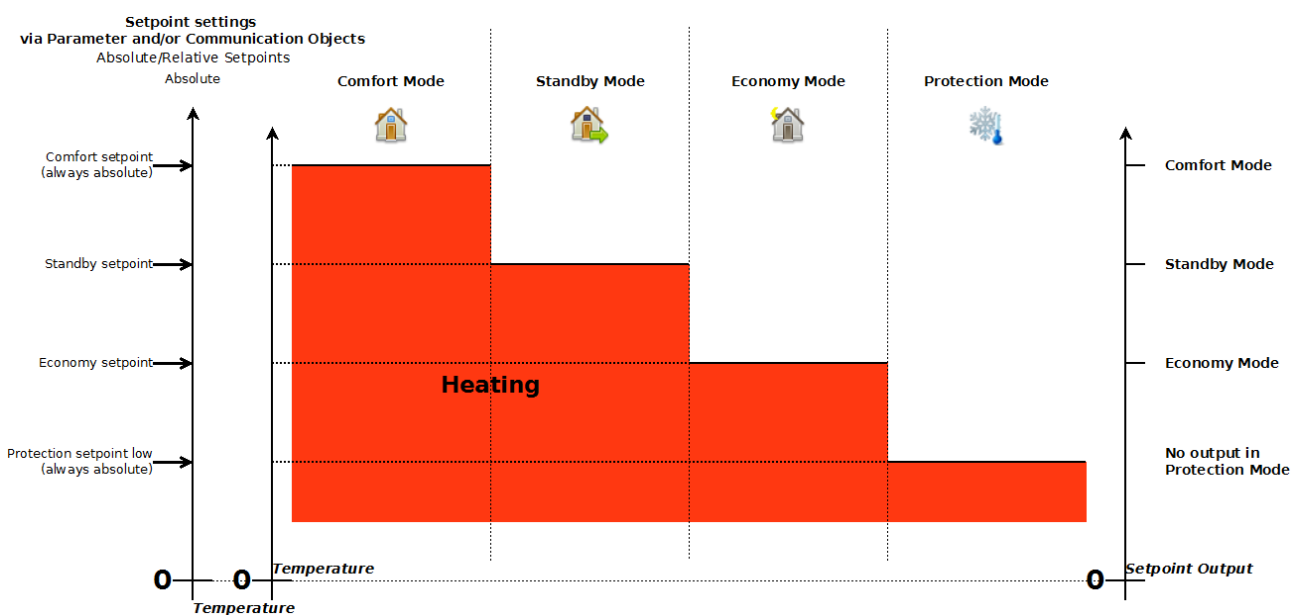 Setpoint settings
via Parameter and/or Communication Objects
Absolute/Relative Setpoints
Absolute
Comfort Mode
Standby Mode
Economy Mode
Protection Mode
Comfort setpoint
(always absolute)
Standby setpoint
Economy setpoint
Protection setpoint low
(always absolute)
Heating
Comfort Mode
Standby Mode
Economy Mode
No output in
Protection Mode
0
0
Temperature
0
Setpoint Output
Temperature